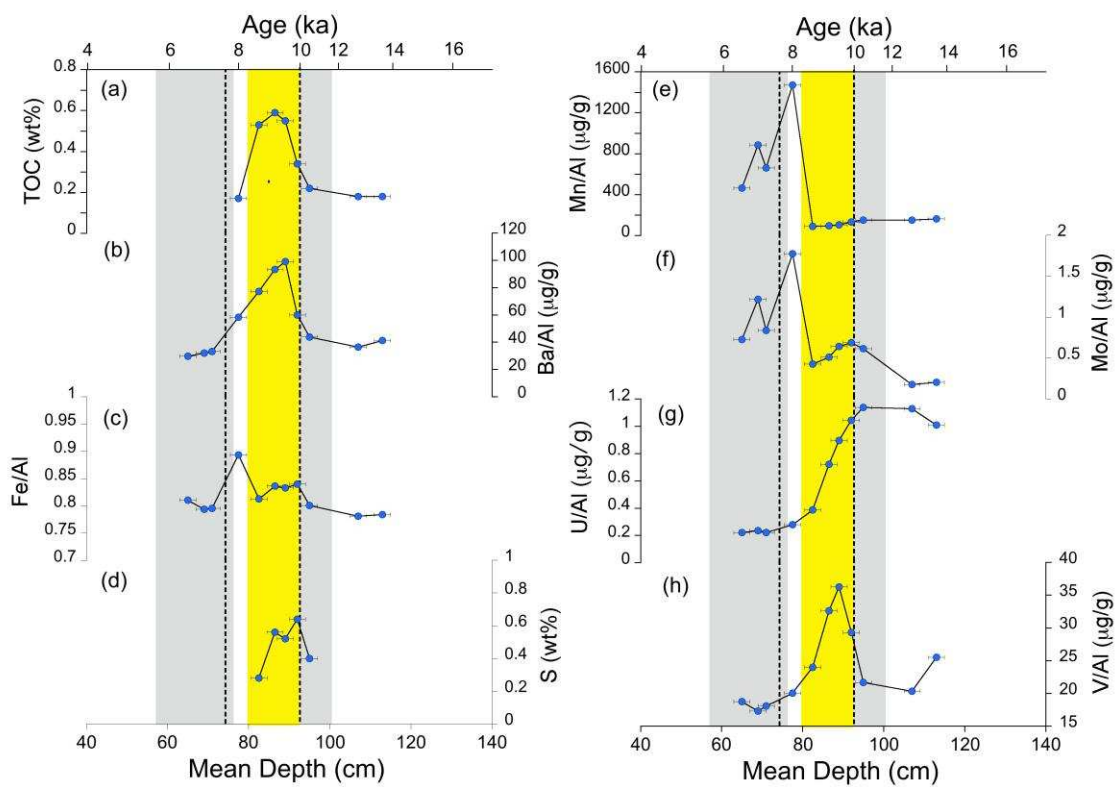 Age (ka)
4 6 8 10 12 14 16
(a)
TOC (wt%)
0.8
0.6
0.4
0.2
0
(b)
Ba/Al (µg/g)
120
100
80
60
40
20
0
(c)
Fe/Al
1
0.95
0.9
0.85
0.8
0.75
0.7
(d)
S (wt%)
1
0.8
0.6
0.4
0.2
0
40 60 80 100 120 140
Mean Depth (cm)
Age (ka)
4 6 8 10 12 14 16
(e)
Mn/Al (µg/g)
1600
1400
800
400
0
(f)
Mo/Al (µg/g)
2
1.5
1
0.5
0
(g)
U/Al (µg/g)
1.2
1
0.8
0.6
0.4
0.2
0
(h)
V/Al (µg/g)
40
35
30
25
20
15
40 60 80 100 120 140
Mean Depth (cm)